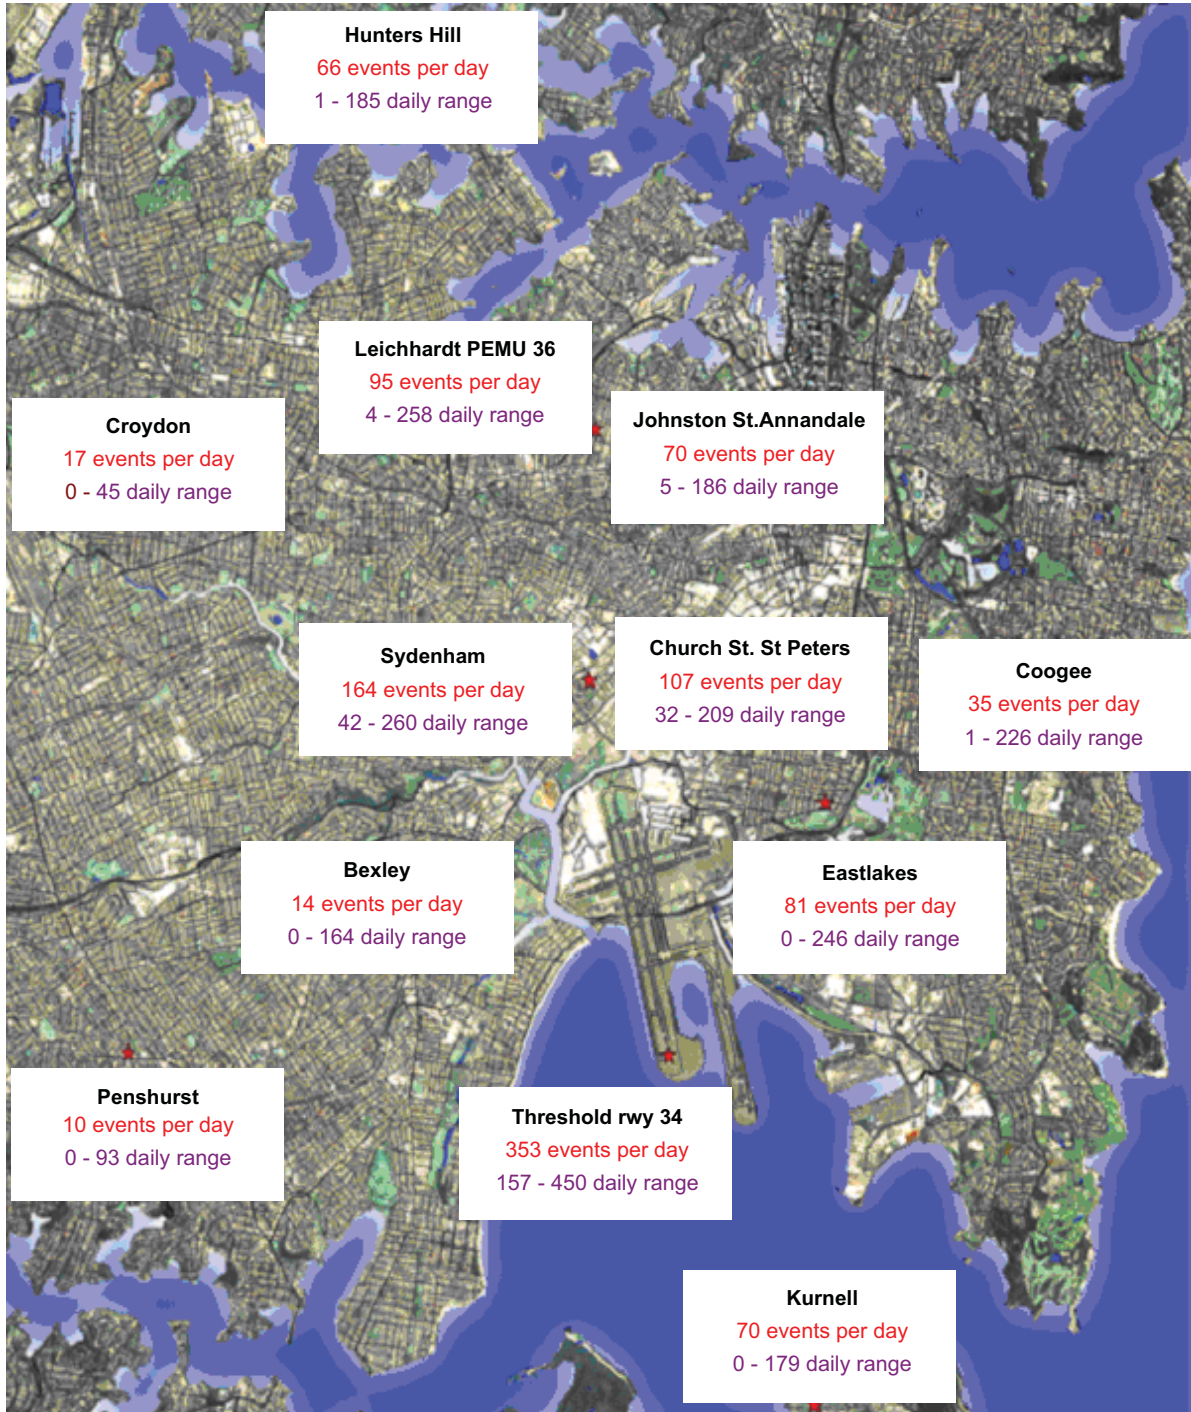 Hunters Hill
66 events per day
1 - 185 daily range
Leichhardt PEMU 36
95 events per day
4 - 258 daily range
Croydon
17 events per day
0 - 45 daily range
Johnston St.Annandale
70 events per day
5 - 186 daily range
Sydenham
164 events per day
42 - 260 daily range
Church St. St Peters
107 events per day
32 - 209 daily range
Coogee
35 events per day
1 - 226 daily range
Bexley
14 events per day
0 - 164 daily range
Eastlakes
81 events per day
0 - 246 daily range
Penshurst
10 events per day
0 - 93 daily range
Threshold rwy 34
353 events per day
157 - 450 daily range
Kurnell
70 events per day
0 - 179 daily range